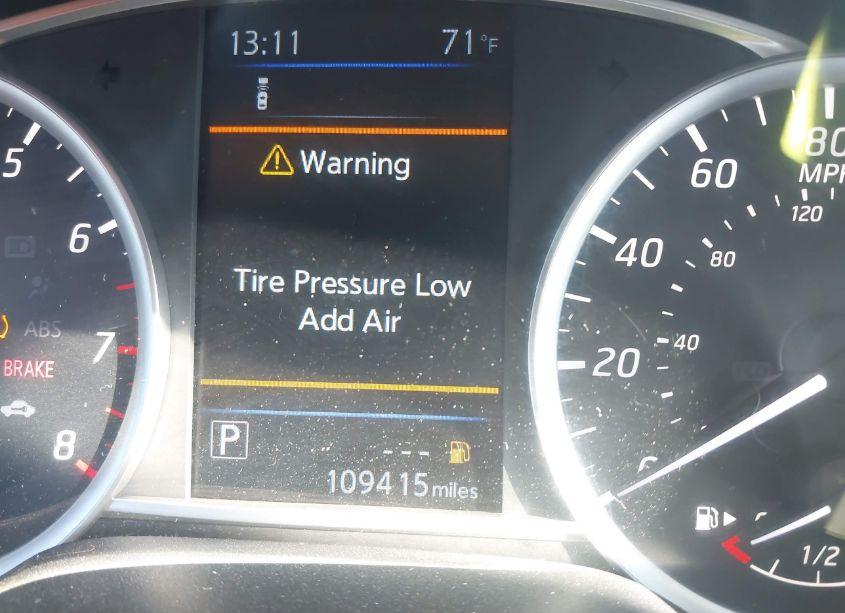 13:11 71°F
Warning
Tire Pressure Low
Add Air
P
- - -
109415 miles
5
6
7
8
ABS
BRAKE
20
40
60
80
MPH
40
80
120
1/2